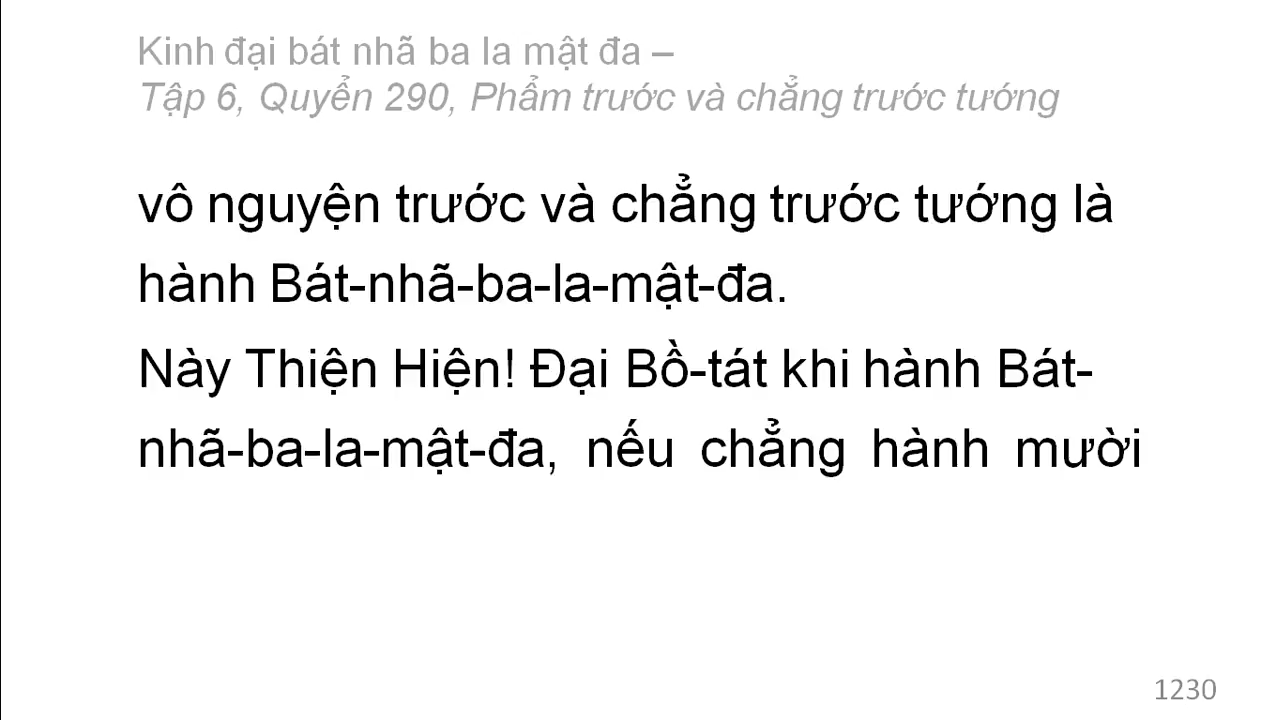 Kinh đại bát nhã ba la mật đa –
Tập 6, Quyển 290, Phẩm trước và chẳng trước tướng
vô nguyện trước và chẳng trước tướng là
hành Bát-nhã-ba-la-mật-đa.
Này Thiện Hiện! Đại Bồ-tát khi hành Bát-
nhã-ba-la-mật-đa, nếu chẳng hành mười
1230